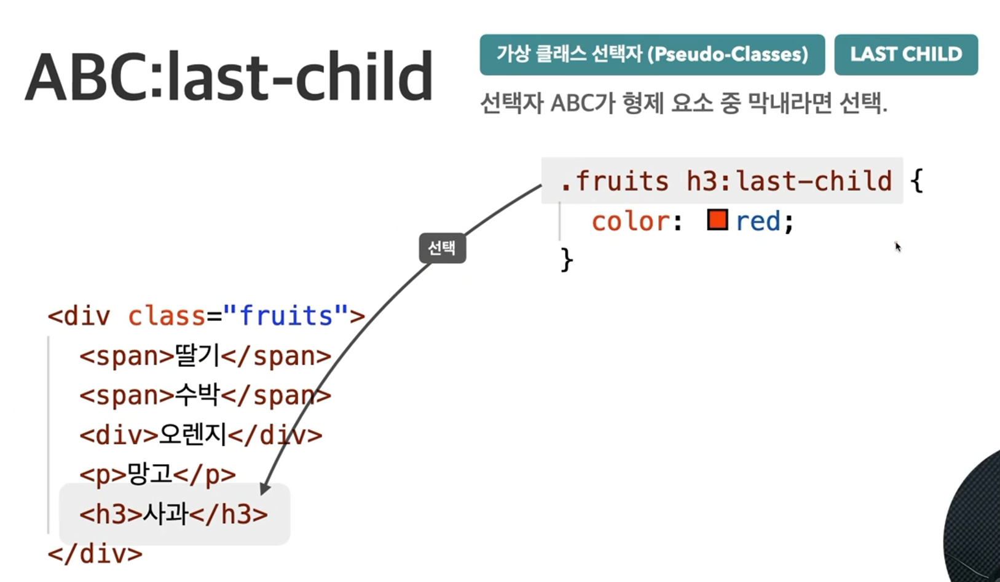 ABC:last-child
가상 클래스 선택자 (Pseudo-Classes)
LAST CHILD
선택자 ABC가 형제 요소 중 막내라면 선택.
.fruits h3:last-child {
color: red;
}
선택
<div class="fruits">
<span>딸기</span>
<span>수박</span>
<div>오렌지</div>
<p>망고</p>
<h3>사과</h3>
</div>